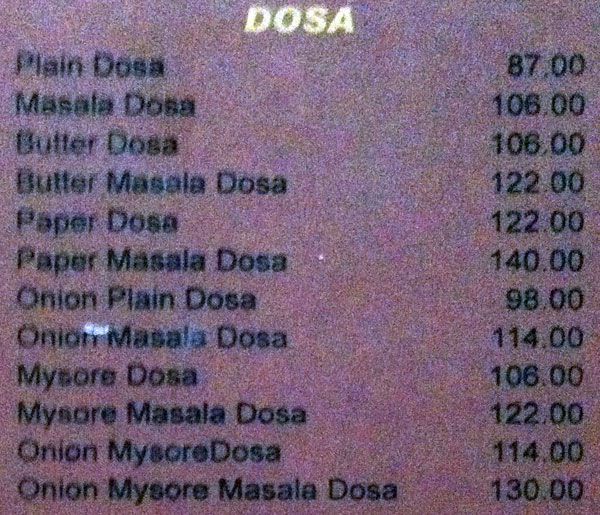 DOSA
Plain Dosa 87.00
Masala Dosa 106.00
Butter Dosa 106.00
Butter Masala Dosa 122.00
Paper Dosa 122.00
Paper Masala Dosa 140.00
Onion Plain Dosa 98.00
Onion Masala Dosa 114.00
Mysore Dosa 106.00
Mysore Masala Dosa 122.00
Onion MysoreDosa 114.00
Onion Mysore Masala Dosa 130.00